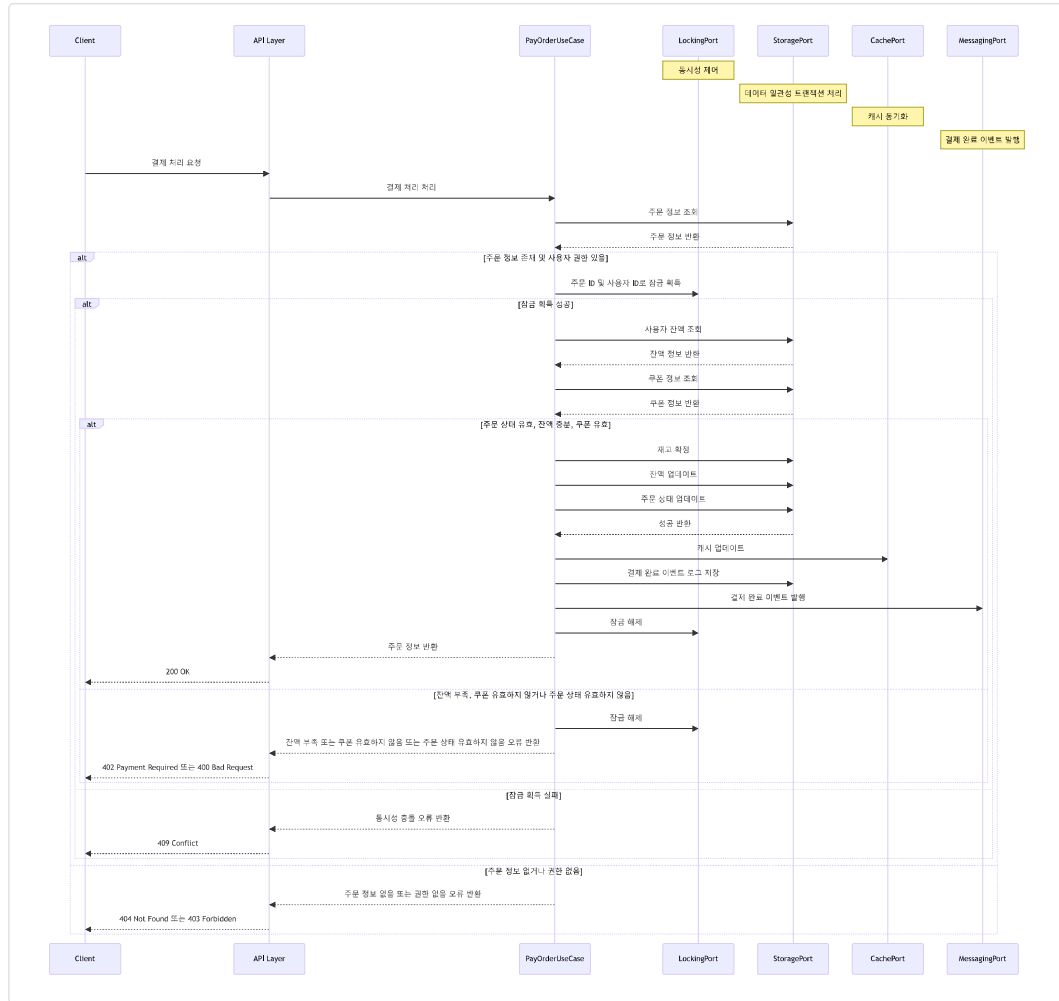 Client API Layer PayOrderUseCase LockingPort StoragePort CachePort MessagingPort
동시성 제어
데이터 일관성 트랜잭션 처리
캐시 동기화
결제 완료 이벤트 발행
결제 처리 요청
결제 처리 처리
주문 정보 조회
주문 정보 반환
alt [주문 정보 존재 및 사용자 권한 있음]
주문 ID 및 사용자 ID로 잠금 획득
alt [잠금 획득 성공]
사용자 잔액 조회
잔액 정보 반환
쿠폰 정보 조회
쿠폰 정보 반환
alt [주문 상태 유효, 잔액 충분, 쿠폰 유효]
재고 확정
잔액 업데이트
주문 상태 업데이트
성공 반환
캐시 업데이트
결제 완료 이벤트 로그 저장
결제 완료 이벤트 발행
잠금 해제
주문 정보 반환
200 OK
[잔액 부족, 쿠폰 유효하지 않거나 주문 상태 유효하지 않음]
잠금 해제
잔액 부족 또는 쿠폰 유효하지 않음 또는 주문 상태 유효하지 않음 오류 반환
402 Payment Required 또는 400 Bad Request
[잠금 획득 실패]
동시성 충돌 오류 반환
409 Conflict
[주문 정보 없거나 권한 없음]
주문 정보 없음 또는 권한 없음 오류 반환
404 Not Found 또는 403 Forbidden
Client API Layer PayOrderUseCase LockingPort StoragePort CachePort MessagingPort